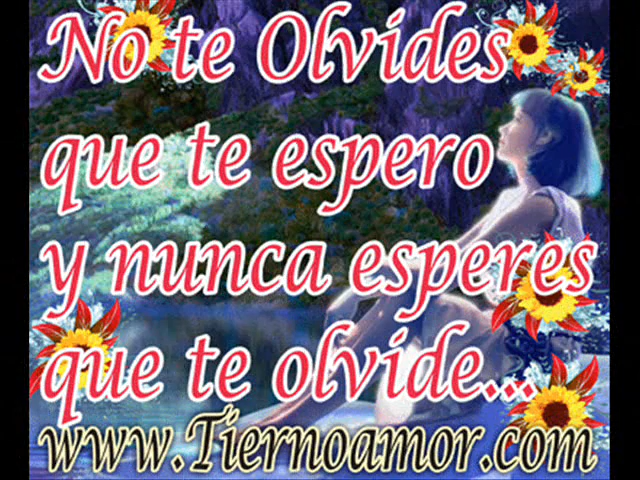 No te Olvides
que te espero
y nunca esperes
que te olvide...
www.Tiernoamor.com